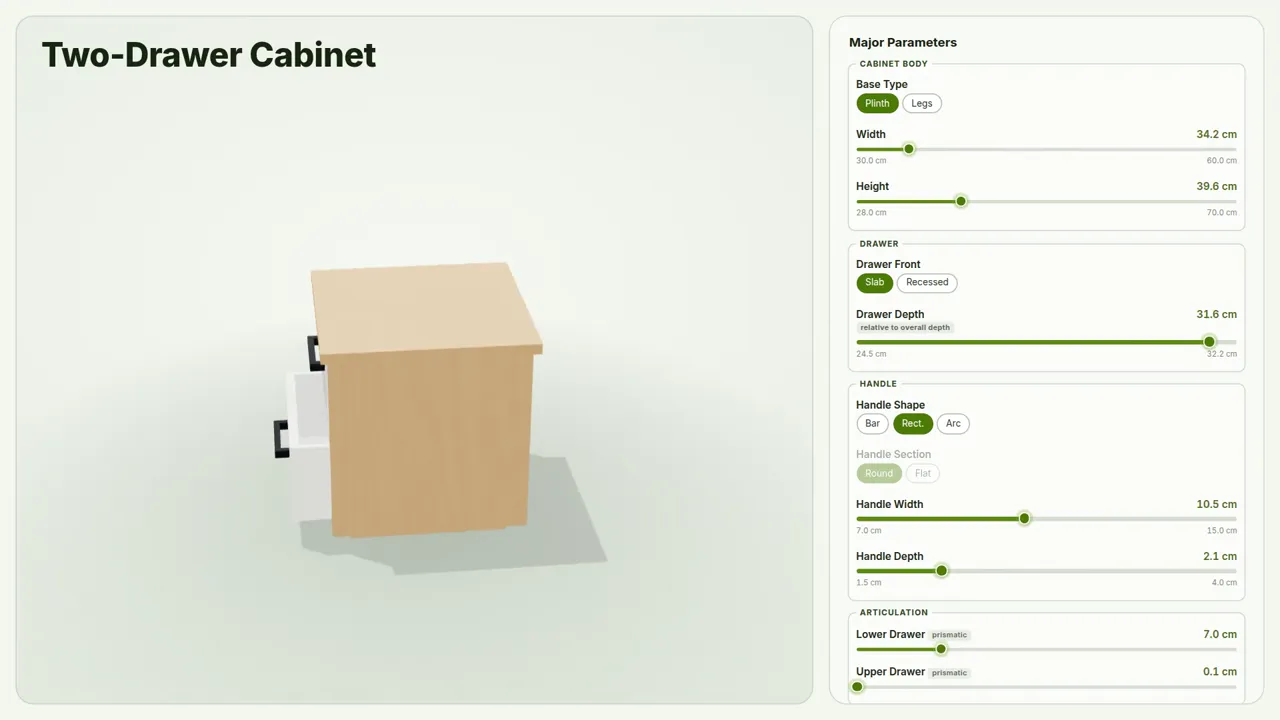 Two-Drawer Cabinet
Major Parameters
CABINET BODY
Base Type
Plinth Legs
Width 34.2 cm
30.0 cm 60.0 cm
Height 39.6 cm
28.0 cm 70.0 cm
DRAWER
Drawer Front
Slab Recessed
Drawer Depth 31.6 cm
relative to overall depth
24.5 cm 32.2 cm
HANDLE
Handle Shape
Bar Rect. Arc
Handle Section
Round Flat
Handle Width 10.5 cm
7.0 cm 15.0 cm
Handle Depth 2.1 cm
1.5 cm 4.0 cm
ARTICULATION
Lower Drawer prismatic 7.0 cm
Upper Drawer prismatic 0.1 cm